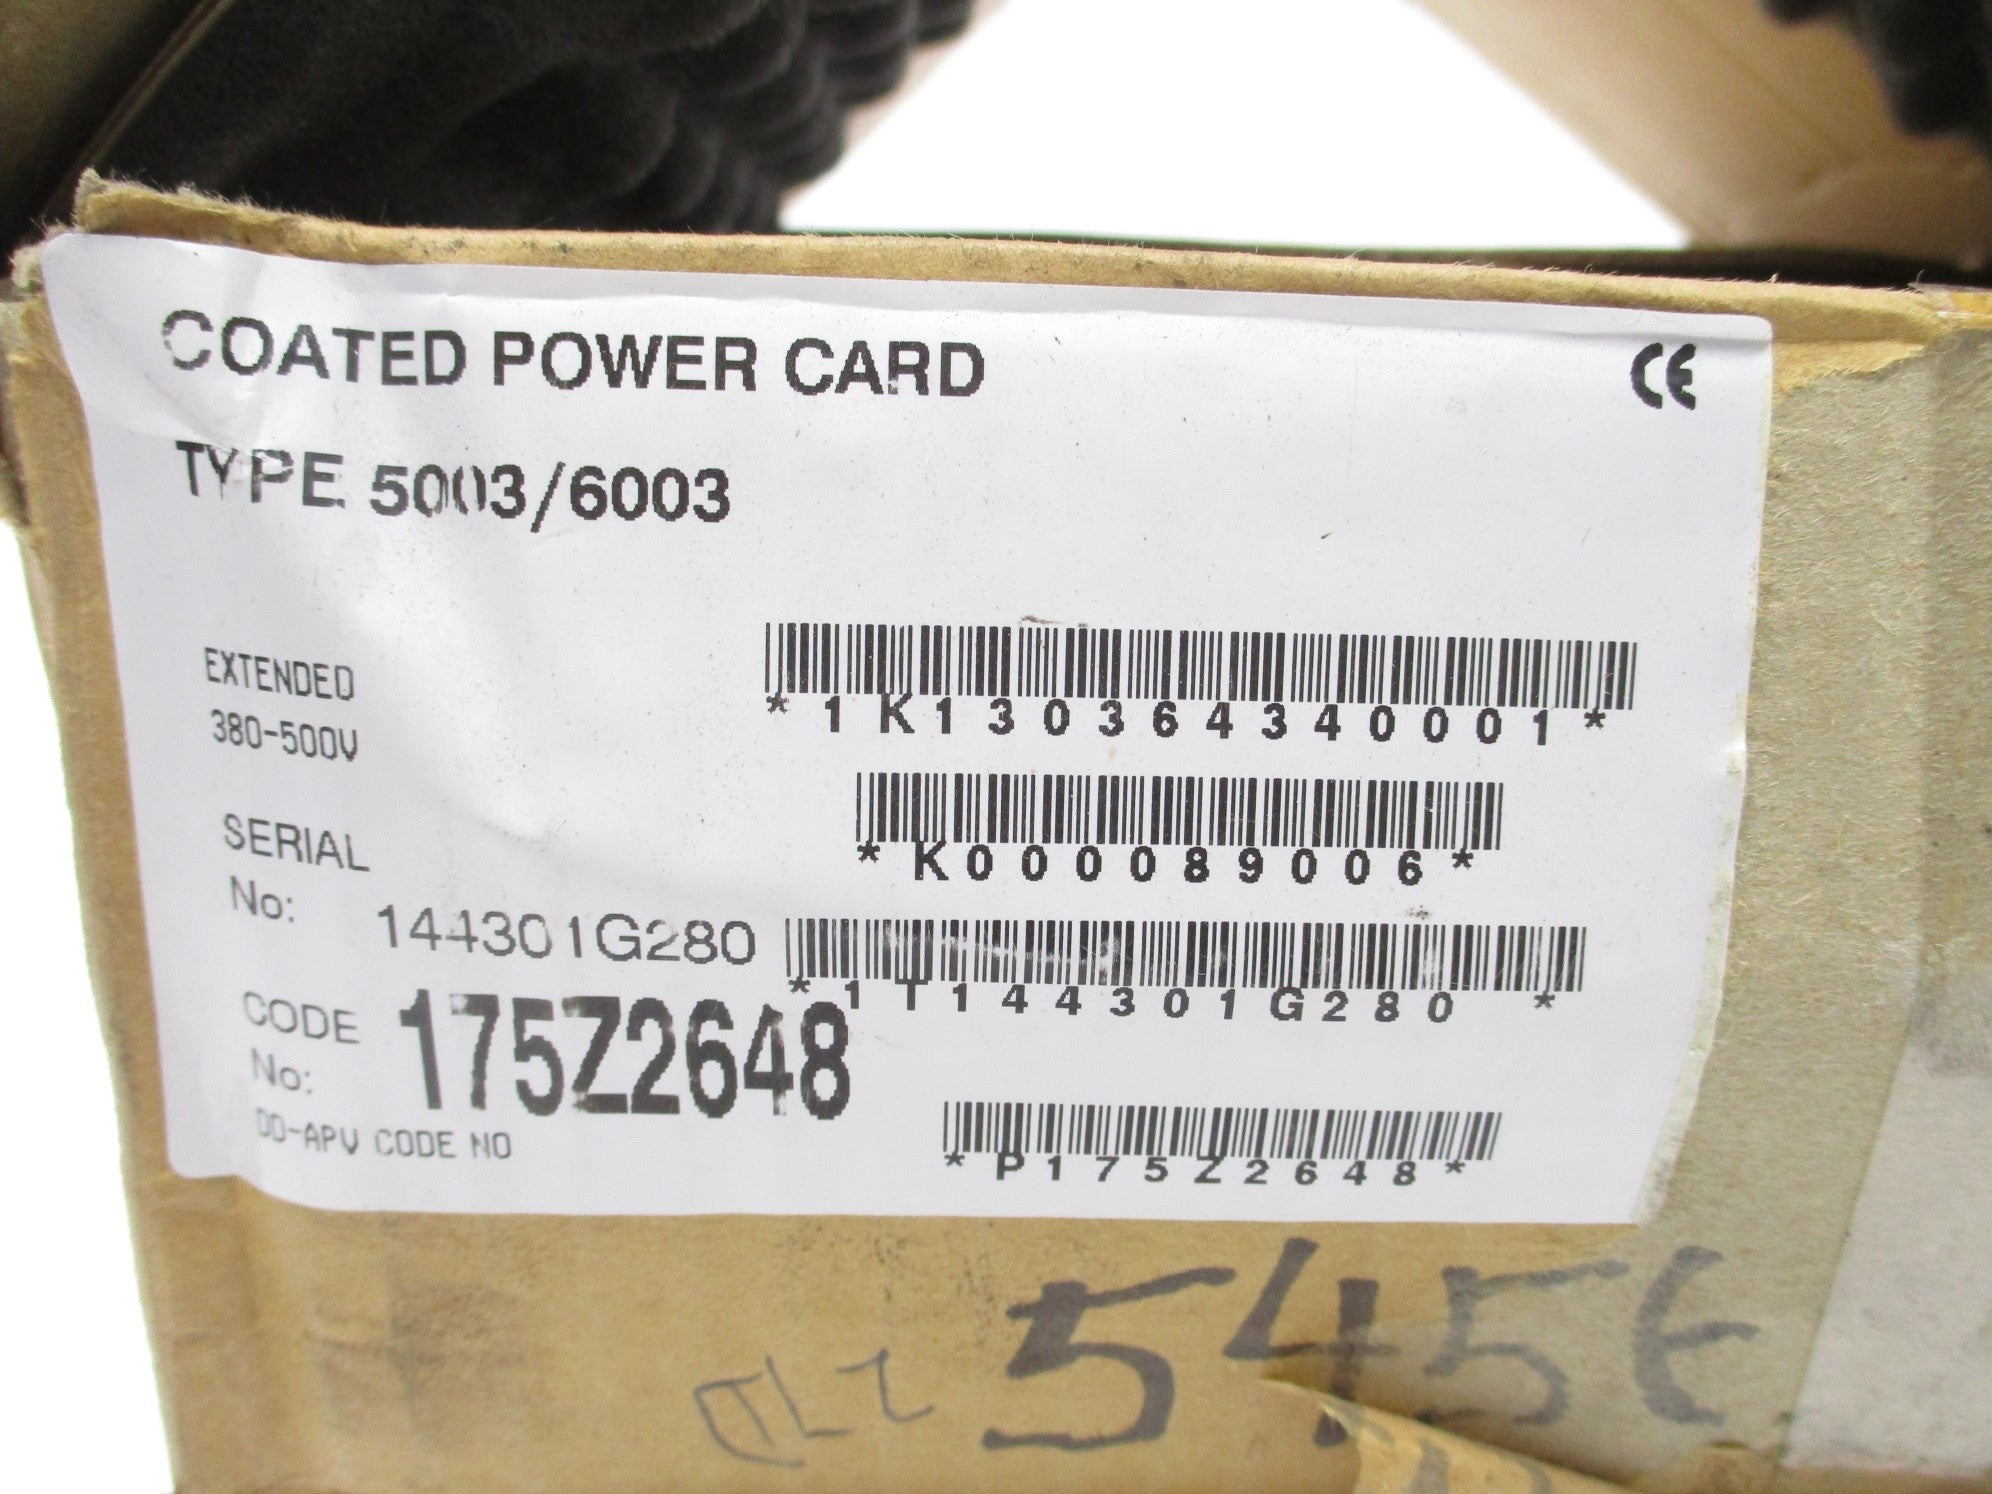 COATED POWER CARD CE
TYPE 5003/6003
EXTENDED
380-500V
*1K130364340001*
*K000089006*
SERIAL
No: 144301G280
*1T144301G280 *
CODE
No: 175Z2648
DD-APV CODE NO
*P175Z2648*
5456